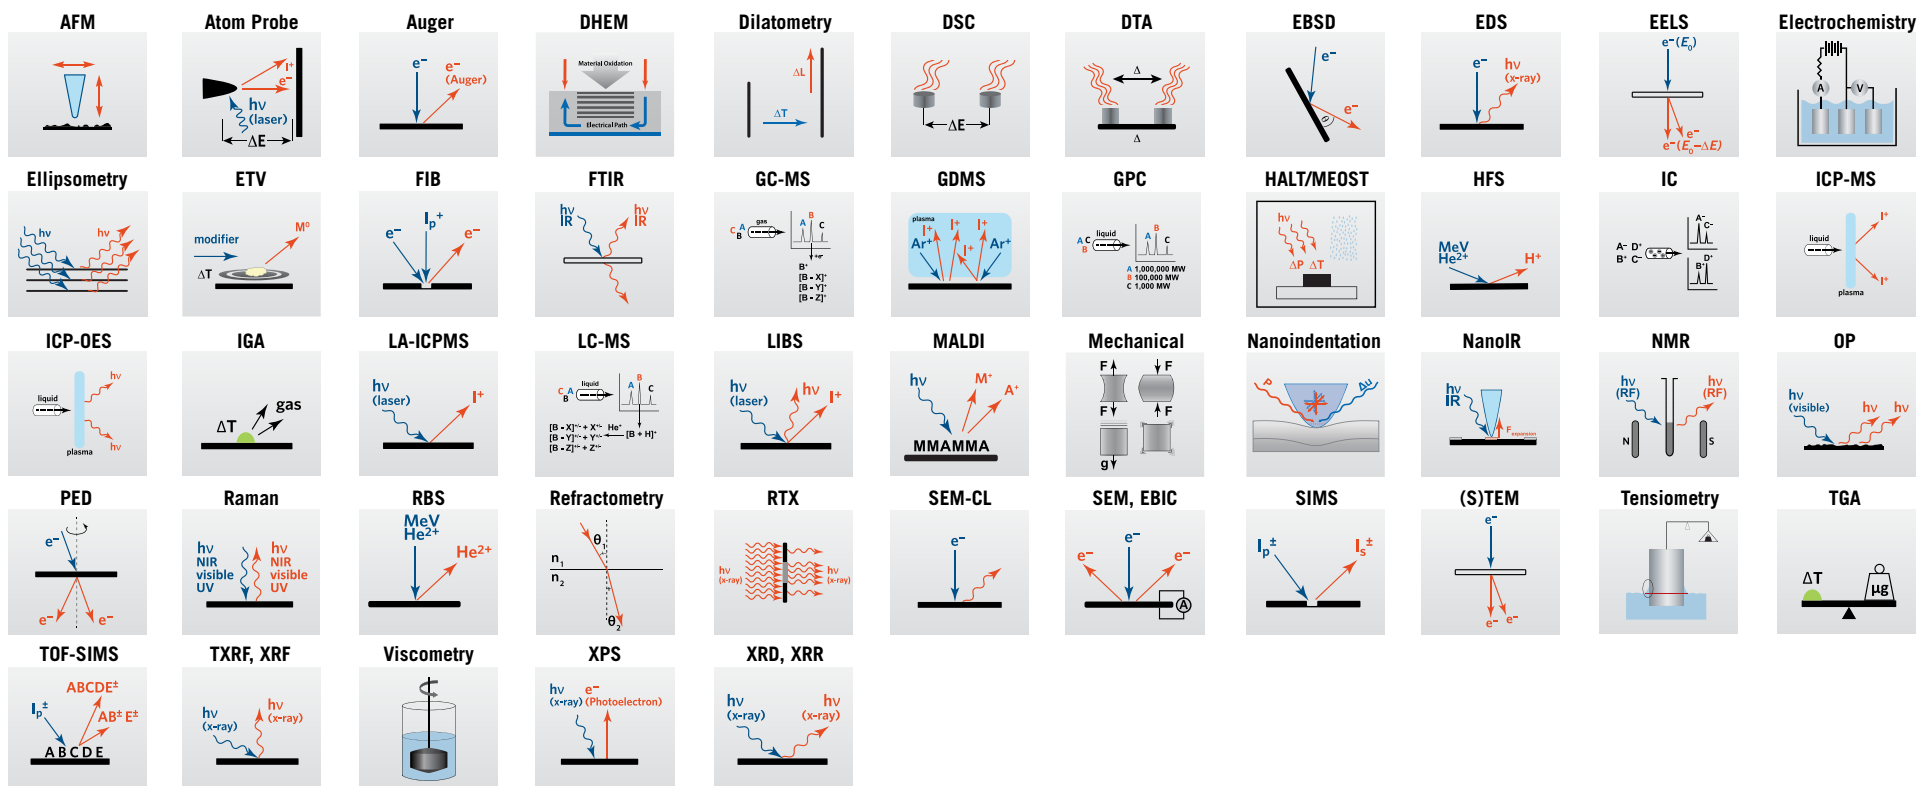 AFM
Atom Probe
I+
e−
hν
(laser)
ΔE
Auger
e−
e−
(Auger)
DHEM
Material Oxidation
Electrical Path
Dilatometry
ΔL
ΔT
DSC
ΔE
DTA
Δ
Δ
EBSD
e−
e−
θ
EDS
e−
hν
(x-ray)
EELS
e−(E₀)
e−
e−(E₀−ΔE)
Electrochemistry
A
V
Ellipsometry
hν
hν
ETV
modifier
M⁰
ΔT
FIB
Ip+
e−
e−
FTIR
hν
IR
hν
IR
GC-MS
gas
C A
B
A B C
+e−
B+
[B - X]+
[B - Y]+
[B - Z]+
GDMS
plasma
I+ I+ I+
Ar+ I+ Ar+
GPC
liquid
A C
B
A B C
A 1,000,000 MW
B 100,000 MW
C 1,000 MW
HALT/MEOST
hν
ΔP ΔT
HFS
MeV
He2+
H+
IC
A− D+
B+ C−
A−
C−
B+ D+
ICP-MS
liquid
I+
I+
plasma
ICP-OES
liquid
hν
hν
plasma
IGA
gas
ΔT
LA-ICPMS
hν
(laser)
I+
LC-MS
liquid
C A
B
A B C
[B - X]+/- + X+/- He+
[B - Y]+/- + Y+/- [B + H]+
[B - Z]+/- + Z+/-
LIBS
hν
(laser)
hν
I+
MALDI
hν
M+
A+
MMAMMA
Mechanical
F F
F F
g
Nanoindentation
P
Δu
NanoIR
hν
IR
F expansion
NMR
hν
(RF)
hν
(RF)
N S
OP
hν
(visible)
hν hν
PED
e−
e− e−
Raman
hν
NIR
visible
UV
hν
NIR
visible
UV
RBS
MeV
He2+
He2+
Refractometry
θ1
n1
n2
θ2
RTX
hν
(x-ray)
hν
(x-ray)
SEM-CL
e−
SEM, EBIC
e− e− e−
A
SIMS
Ip±
Is±
(S)TEM
e−
e− e−
Tensiometry
TGA
ΔT
μg
TOF-SIMS
ABCDE±
Ip±
AB± E±
ABCDE
TXRF, XRF
hν
(x-ray)
hν
(x-ray)
Viscometry
XPS
hν
(x-ray)
e−
(Photoelectron)
XRD, XRR
hν
(x-ray)
hν
(x-ray)